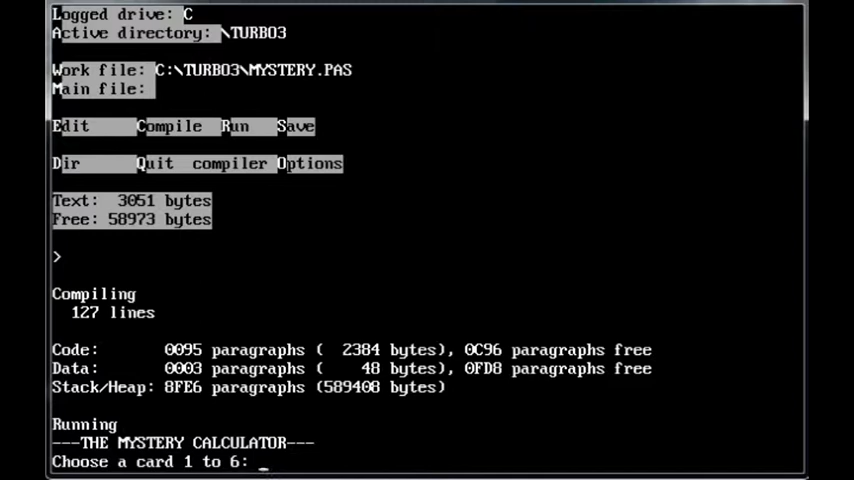 Logged drive: C
Active directory: \TURBO3
Work file: C:\TURBO3\MYSTERY.PAS
Main file:
Edit Compile Run Save
Dir Quit compiler Options
Text: 3051 bytes
Free: 58973 bytes
>
Compiling
127 lines
Code: 0095 paragraphs ( 2384 bytes), 0C96 paragraphs free
Data: 0003 paragraphs ( 48 bytes), 0FD8 paragraphs free
Stack/Heap: 8FE6 paragraphs (589408 bytes)
Running
---THE MYSTERY CALCULATOR---
Choose a card 1 to 6: _